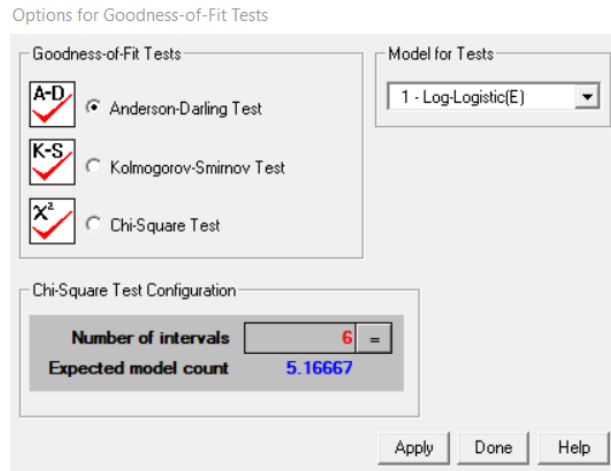 Options for Goodness-of-Fit Tests
Goodness-of-Fit Tests
Model for Tests
A-D
Anderson-Darling Test
1 - Log-Logistic(E)
K-S
Kolmogorov-Smirnov Test
χ²
Chi-Square Test
Chi-Square Test Configuration
Number of intervals 6 =
Expected model count 5.16667
Apply Done Help